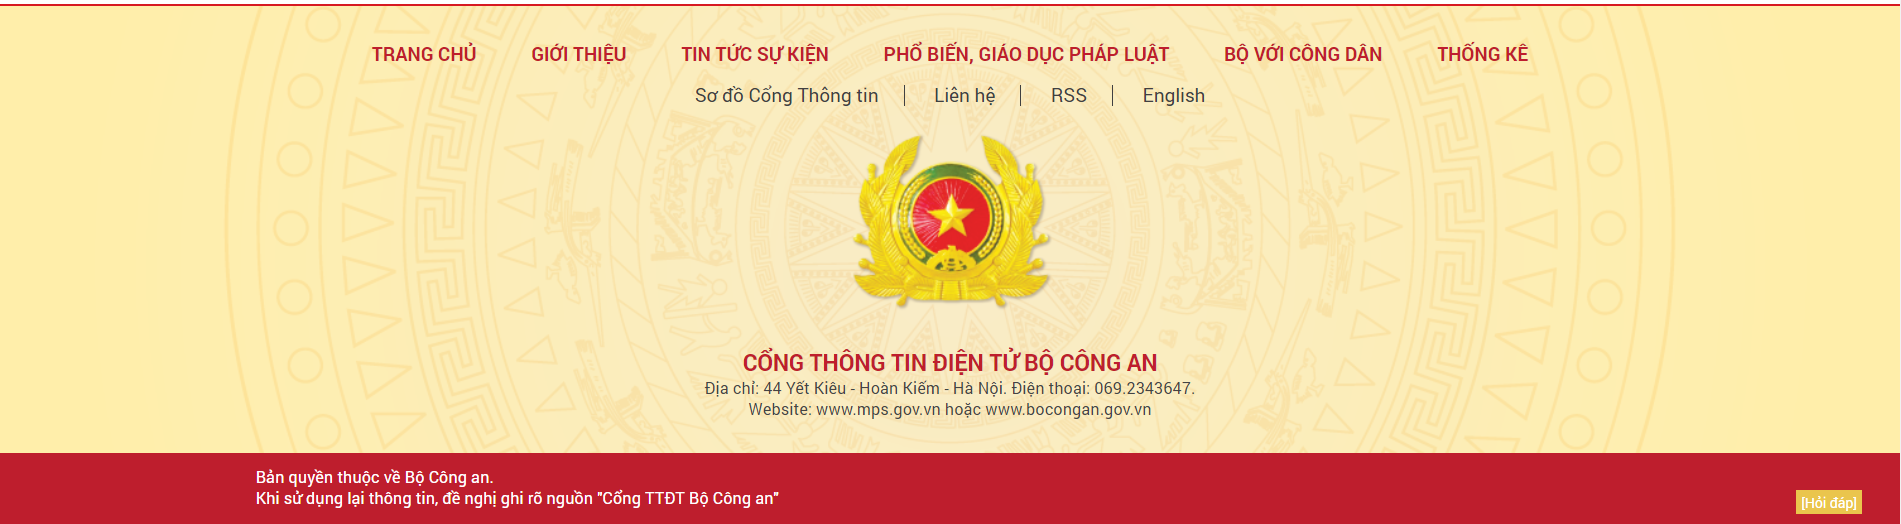 TRANG CHỦ GIỚI THIỆU TIN TỨC SỰ KIỆN PHỔ BIẾN, GIÁO DỤC PHÁP LUẬT BỘ VỚI CÔNG DÂN THỐNG KÊ
Sơ đồ Cổng Thông tin Liên hệ RSS English
CỔNG THÔNG TIN ĐIỆN TỬ BỘ CÔNG AN
Địa chỉ: 44 Yết Kiêu - Hoàn Kiếm - Hà Nội. Điện thoại: 069.2343647.
Website: www.mps.gov.vn hoặc www.bocongan.gov.vn
Bản quyền thuộc về Bộ Công an.
Khi sử dụng lại thông tin, đề nghị ghi rõ nguồn "Cổng TTĐT Bộ Công an"
[Hỏi đáp]